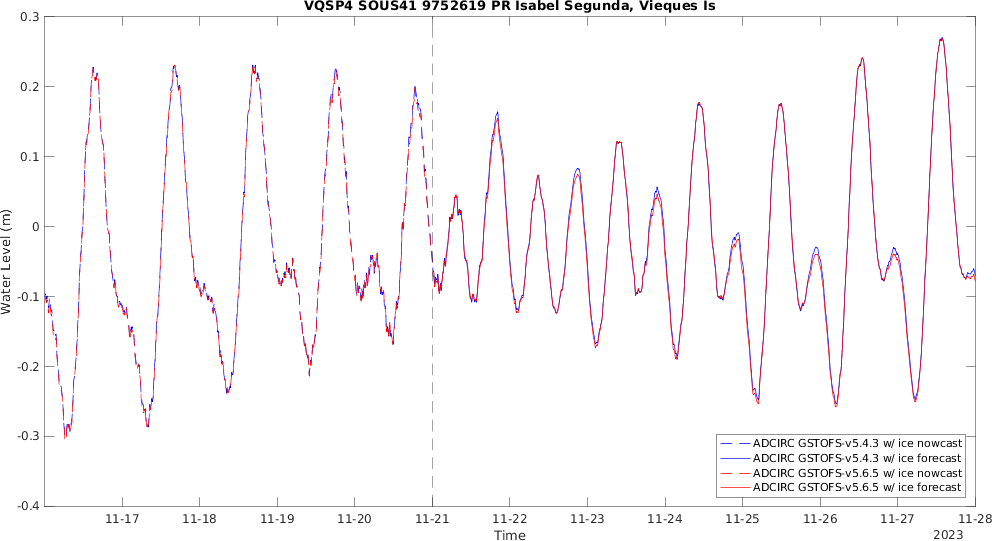 VQSP4 SOUS41 9752619 PR Isabel Segunda, Vieques Is
0.3
0.2
0.1
0
-0.1
-0.2
-0.3
-0.4
Water Level (m)
ADCIRC GSTOFS-v5.4.3 w/ ice nowcast
ADCIRC GSTOFS-v5.4.3 w/ ice forecast
ADCIRC GSTOFS-v5.6.5 w/ ice nowcast
ADCIRC GSTOFS-v5.6.5 w/ ice forecast
11-17 11-18 11-19 11-20 11-21 11-22 11-23 11-24 11-25 11-26 11-27 11-28
Time
2023